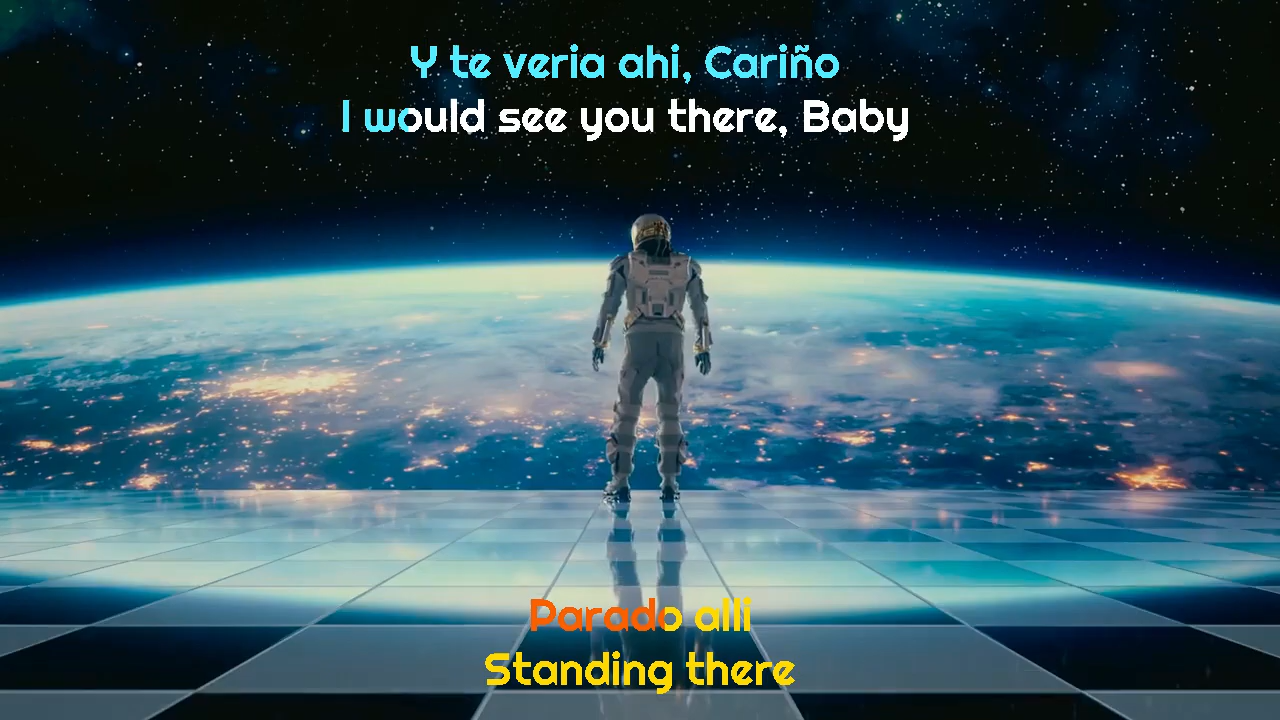 Y te veria ahi, Cariño
I would see you there, Baby
Parado alli
Standing there